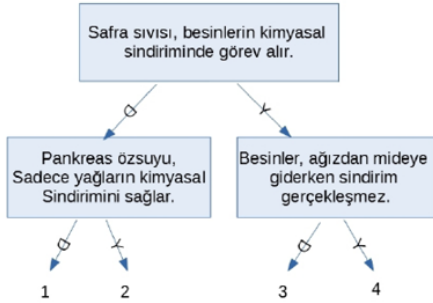 Safra sıvısı, besinlerin kimyasal
sindiriminde görev alır.
D
Y
Pankreas özsuyu,
Sadece yağların kimyasal
Sindirimini sağlar.
Besinler, ağızdan mideye
giderken sindirim
gerçekleşmez.
D
Y
D
Y
1
2
3
4